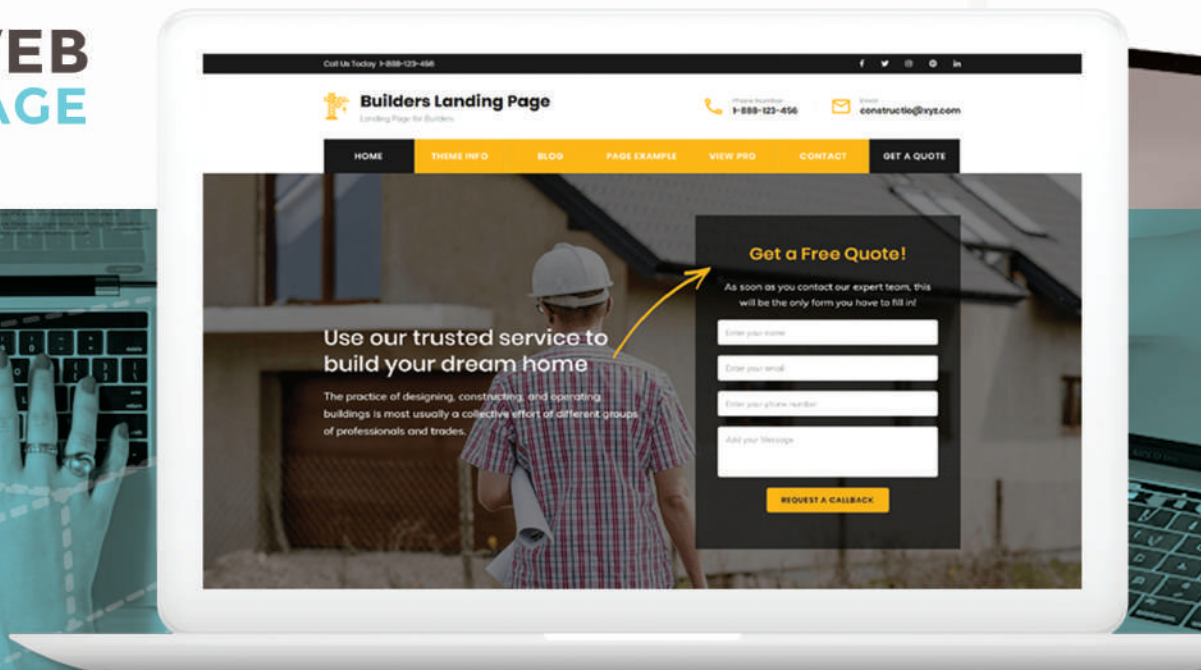 WEB
AGE
Call Us Today 1-888-123-456
Builders Landing Page
Landing Page for Builders
Phone Number
1-888-123-456
Email
constructio@xyz.com
HOME
THEME INFO
BLOG
PAGE EXAMPLE
VIEW PRO
CONTACT
GET A QUOTE
Get a Free Quote!
As soon as you contact our expert team, this
will be the only form you have to fill in!
Use our trusted service to
build your dream home
The practice of designing, constructing, and operating
buildings is most usually a collective effort of different groups
of professionals and trades.
Enter your name
Enter your email
Enter your phone number
Add your Message
REQUEST A CALLBACK